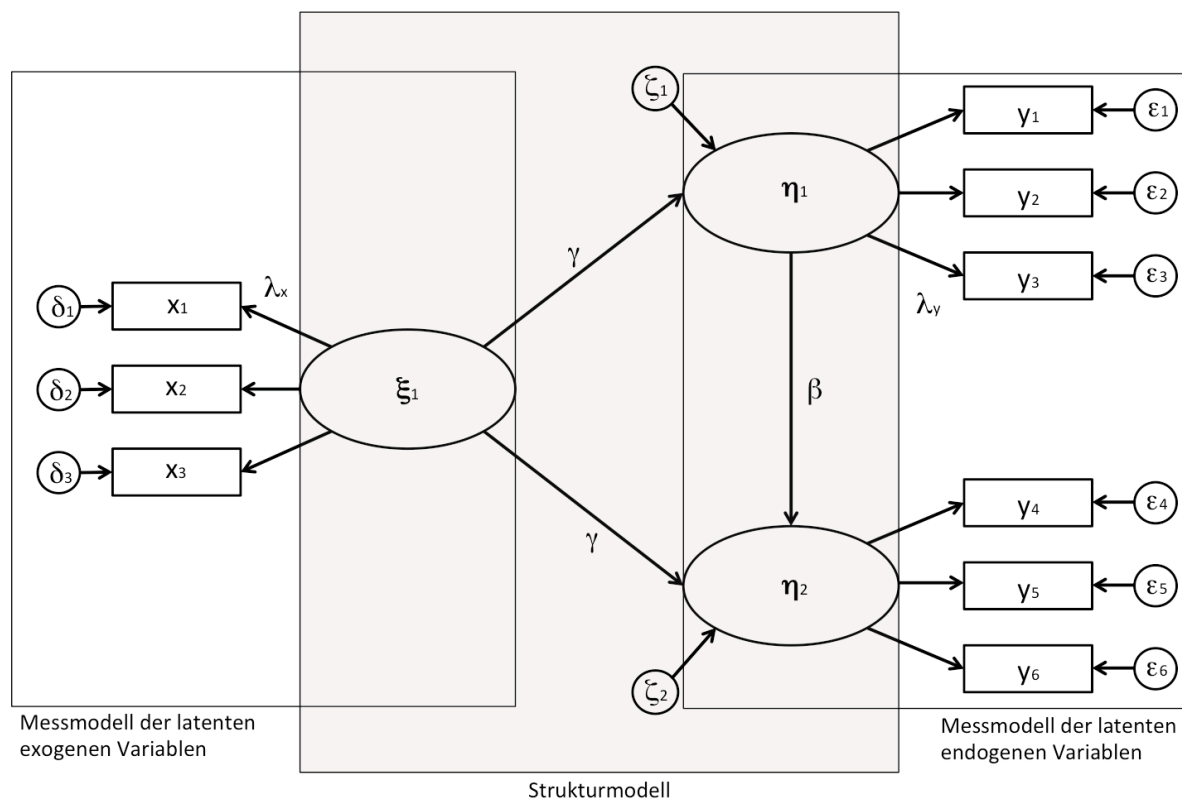 ζ1
η1
y1
ε1
y2
ε2
y3
ε3
γ
λx
λy
δ1
x1
δ2
x2
δ3
x3
ξ1
β
γ
y4
ε4
η2
y5
ε5
y6
ε6
ζ2
Messmodell der latenten
exogenen Variablen
Messmodell der latenten
endogenen Variablen
Strukturmodell